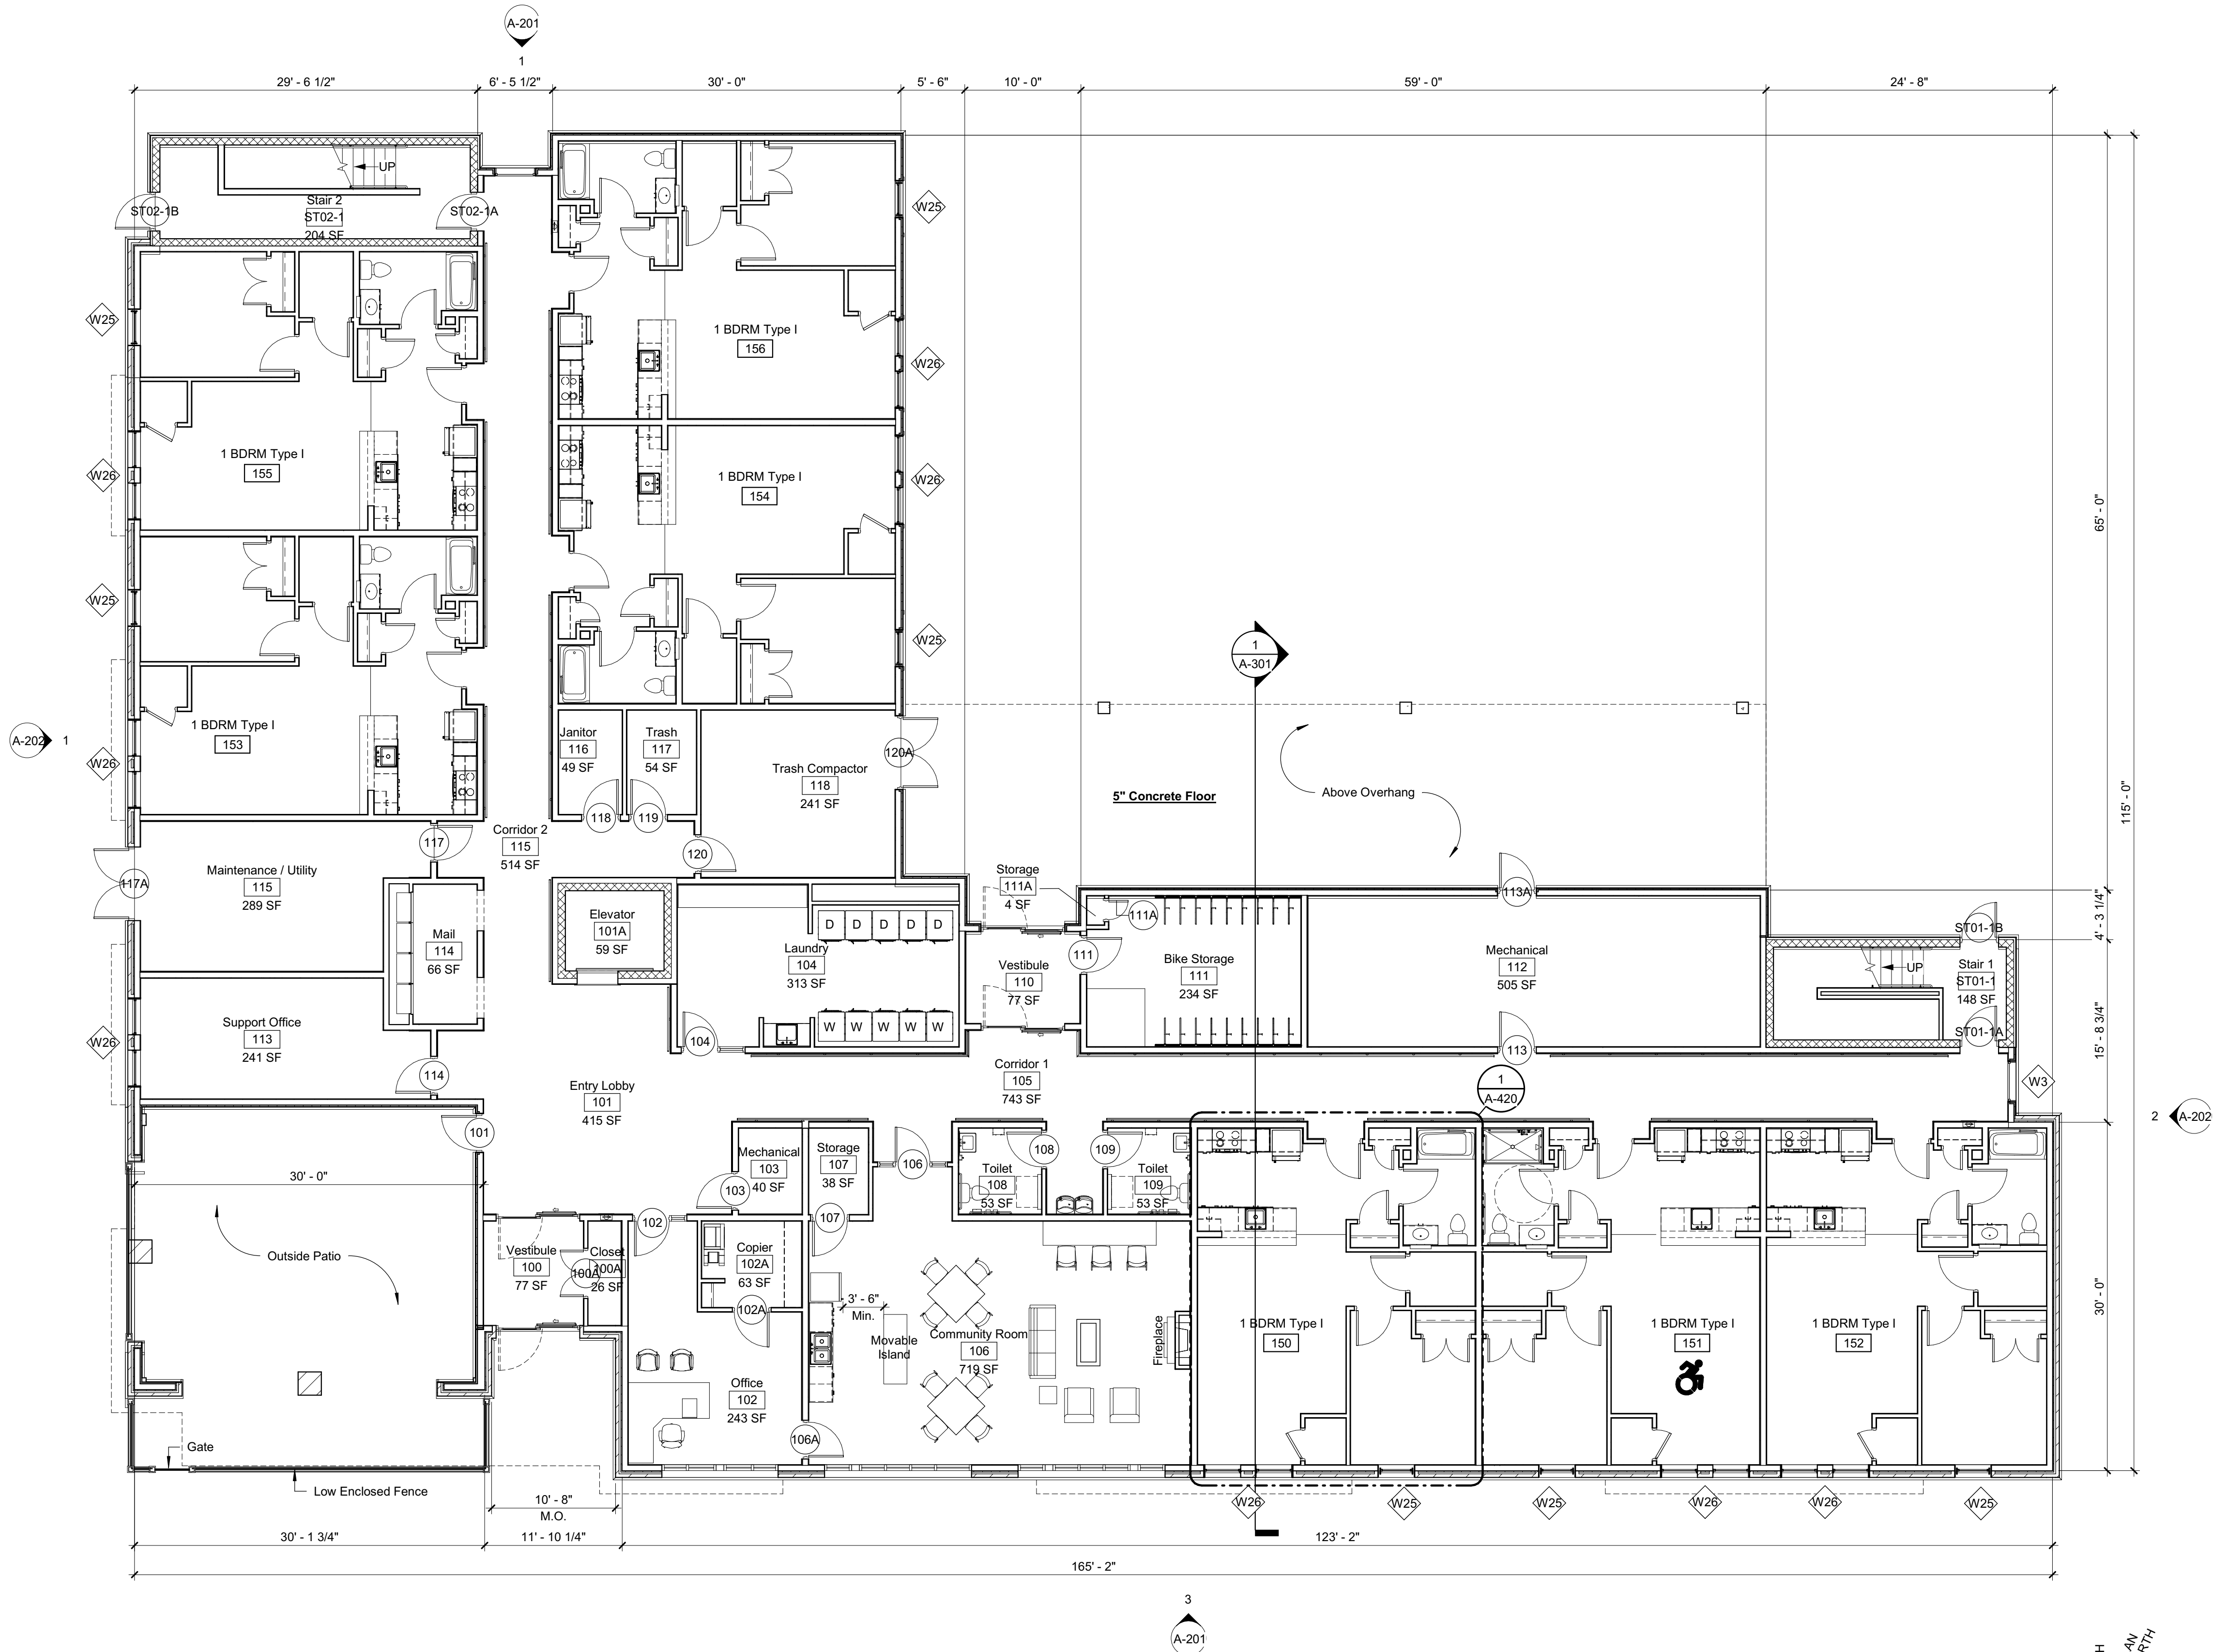 A-201
1
29' - 6 1/2"
6' - 5 1/2"
30' - 0"
5' - 6"
10' - 0"
59' - 0"
24' - 8"
UP
Stair 2
ST02-1
204 SF
ST02-1B
ST02-1A
W25
W25
1 BDRM Type I
156
W26
1 BDRM Type I
155
W26
1 BDRM Type I
154
W26
65' - 0"
W25
W25
1
A-301
1 BDRM Type I
153
A-202
1
W26
Janitor
116
49 SF
Trash
117
54 SF
Trash Compactor
118
241 SF
120A
5" Concrete Floor
Above Overhang
115' - 0"
118
119
117
Corridor 2
115
514 SF
120
Maintenance / Utility
115
289 SF
117A
Storage
111A
4 SF
111A
113A
4' - 3 1/4"
Elevator
101A
59 SF
Mail
114
66 SF
D
D
D
D
D
Laundry
104
313 SF
W
W
W
W
W
111
Vestibule
110
77 SF
Bike Storage
111
234 SF
Mechanical
112
505 SF
ST01-1B
UP
Stair 1
ST01-1
148 SF
ST01-1A
15' - 8 3/4"
Support Office
113
241 SF
W26
104
113
114
Entry Lobby
101
415 SF
Corridor 1
105
743 SF
1
A-420
W3
2
A-202
101
Mechanical
103
40 SF
103
Storage
107
38 SF
106
Toilet
108
53 SF
108
109
Toilet
109
53 SF
30' - 0"
102
107
Outside Patio
Vestibule
100
77 SF
100A
Closet
100A
26 SF
Copier
102A
63 SF
102A
3' - 6"
Min.
Movable
Island
Community Room
106
719 SF
Fireplace
1 BDRM Type I
150
1 BDRM Type I
151
1 BDRM Type I
152
30' - 0"
Office
102
243 SF
106A
Gate
Low Enclosed Fence
10' - 8"
M.O.
W26
W25
W25
W26
W26
W25
30' - 1 3/4"
11' - 10 1/4"
123' - 2"
165' - 2"
3
A-201